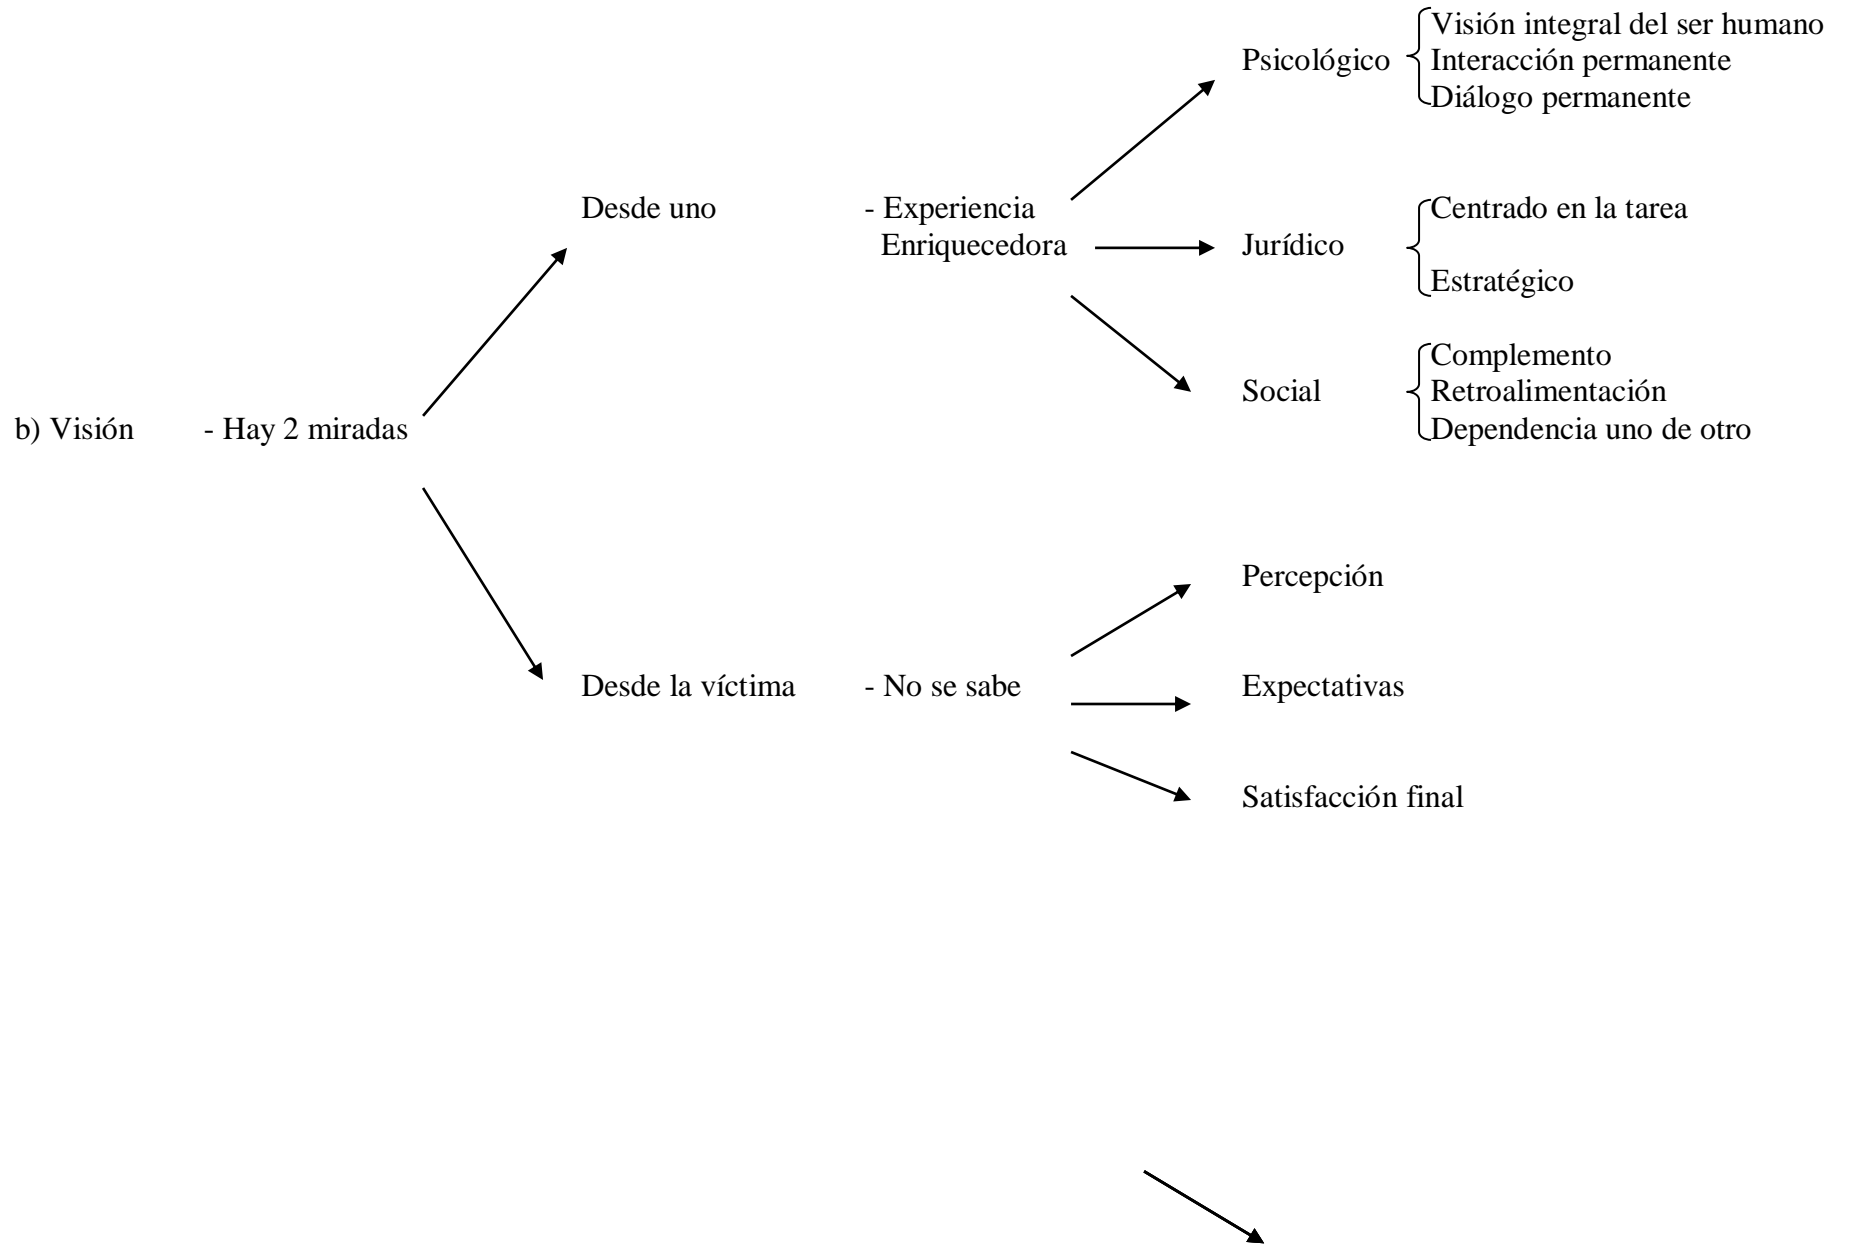 Visión integral del ser humano
Psicológico Interacción permanente
Diálogo permanente
Desde uno - Experiencia Centrado en la tarea
Enriquecedora Jurídico
Estratégico
Complemento
Social Retroalimentación
b) Visión - Hay 2 miradas Dependencia uno de otro
Percepción
Desde la víctima - No se sabe Expectativas
Satisfacción final